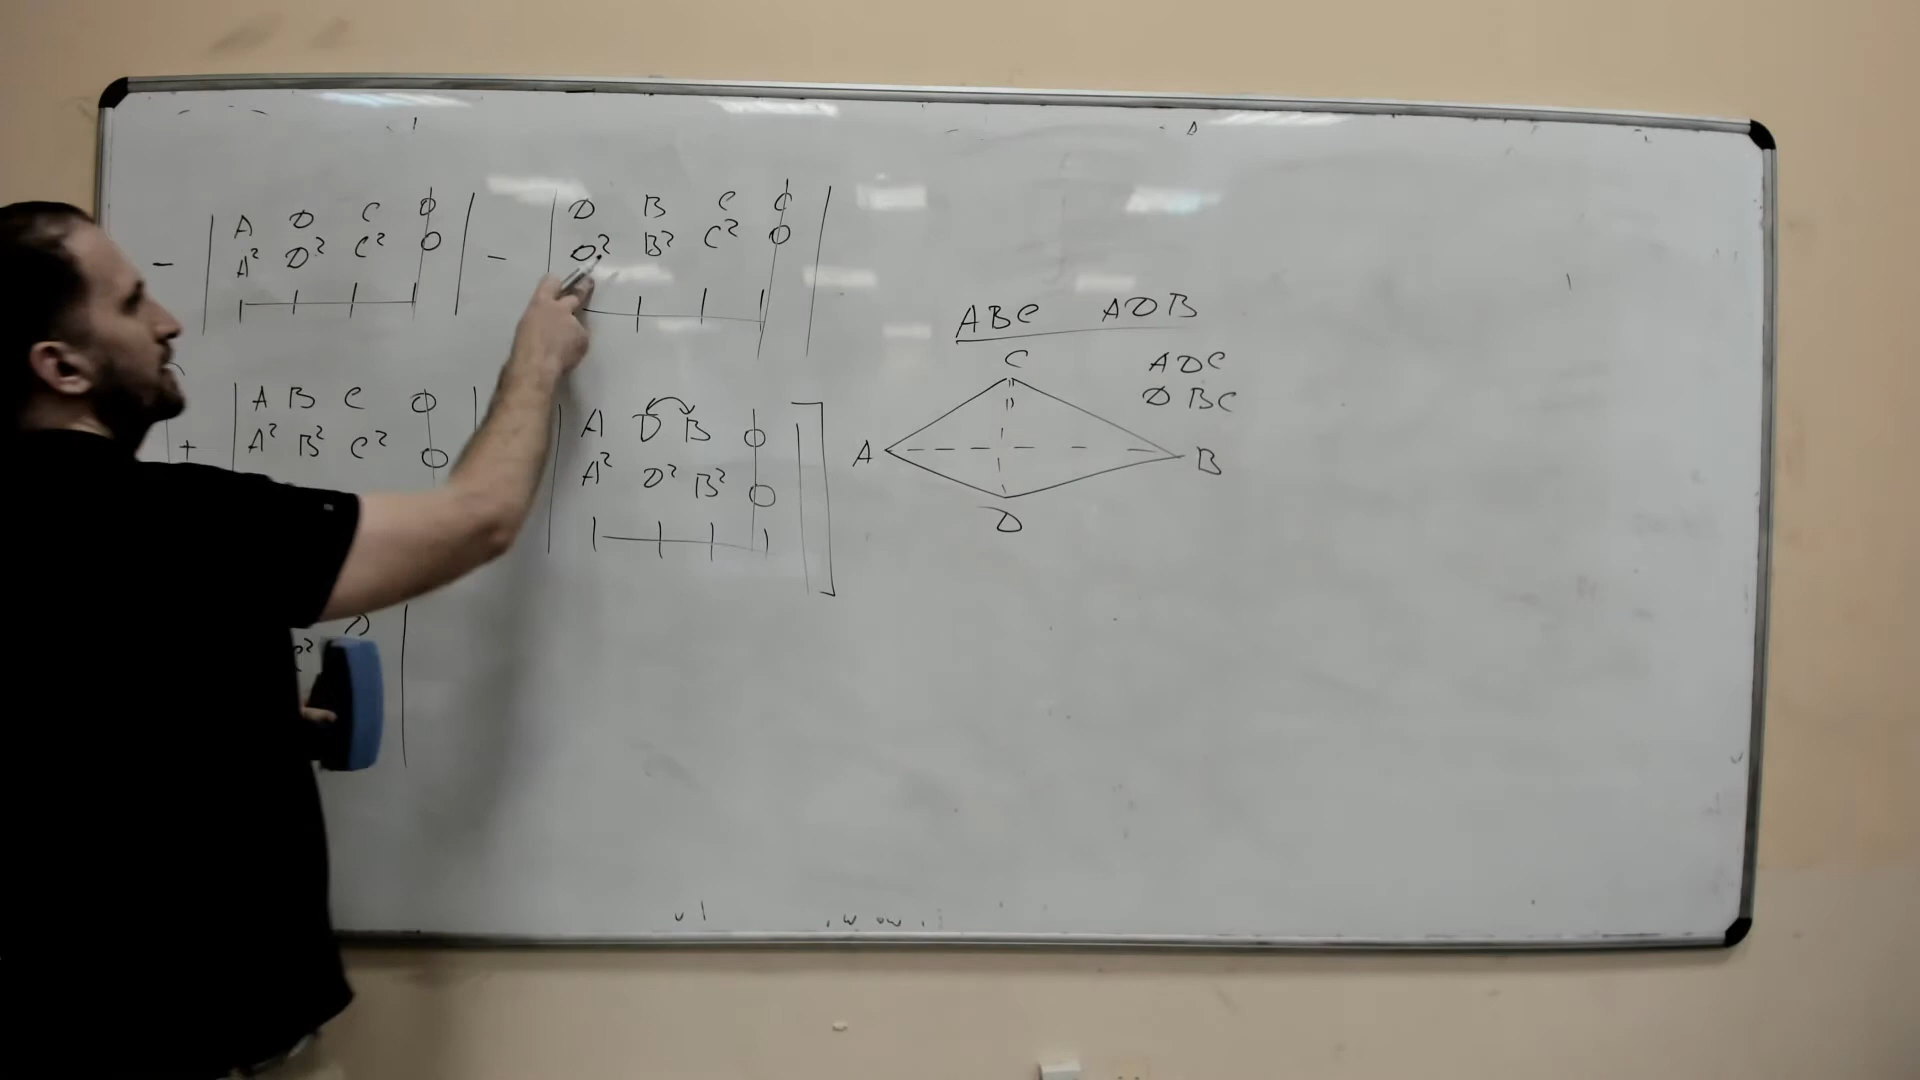 - | A D C O | - | D B C O |
A² D² C² O D² B² C² O
+ | A B C O | A D B O
A² B² C² O A² D² B² O
ABC ADB
ADC
DBC
C
A B
D